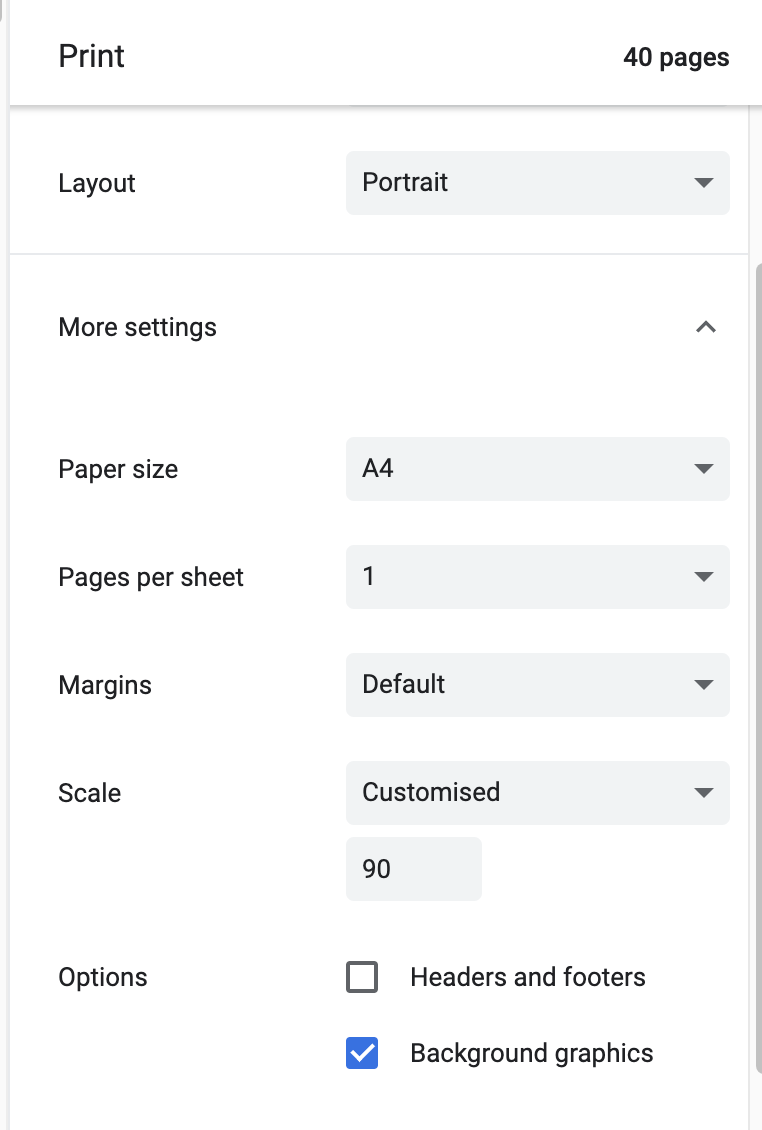 Print 40 pages
Layout Portrait
More settings
Paper size A4
Pages per sheet 1
Margins Default
Scale Customised
90
Options Headers and footers
Background graphics